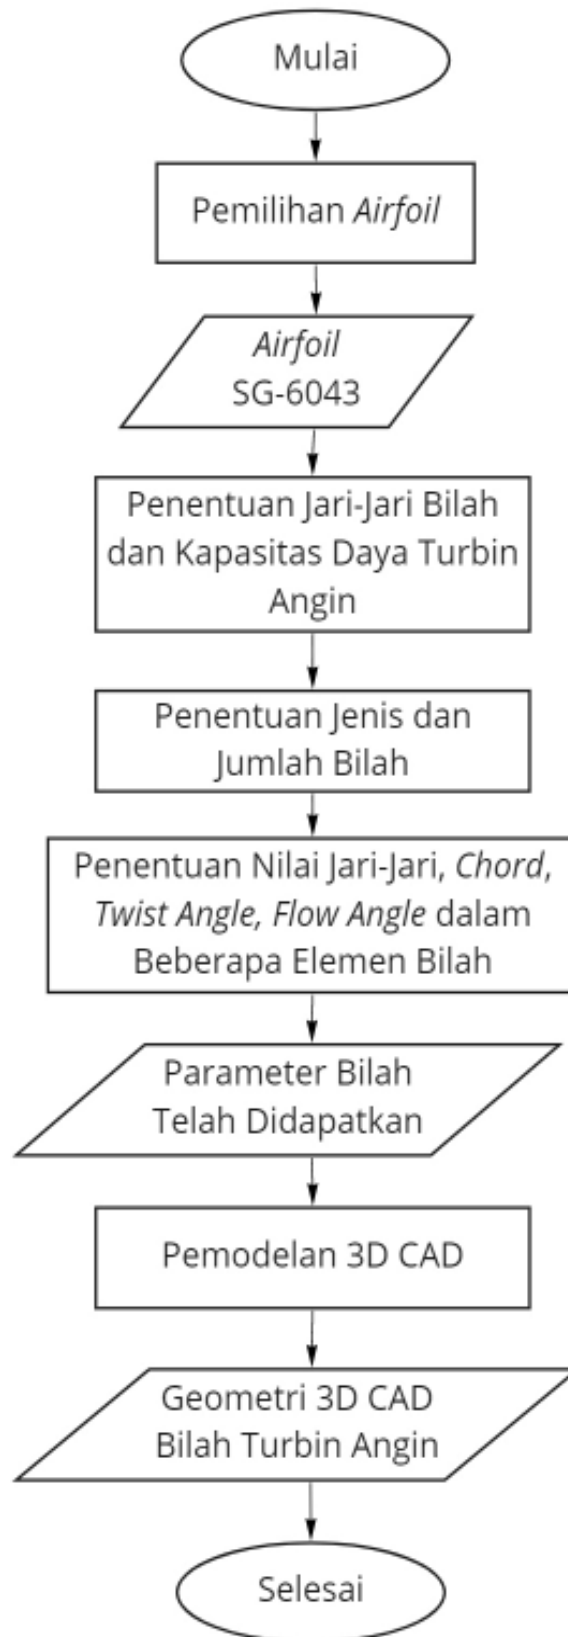 Mulai
Pemilihan Airfoil
Airfoil
SG-6043
Penentuan Jari-Jari Bilah
dan Kapasitas Daya Turbin
Angin
Penentuan Jenis dan
Jumlah Bilah
Penentuan Nilai Jari-Jari, Chord,
Twist Angle, Flow Angle dalam
Beberapa Elemen Bilah
Parameter Bilah
Telah Didapatkan
Pemodelan 3D CAD
Geometri 3D CAD
Bilah Turbin Angin
Selesai